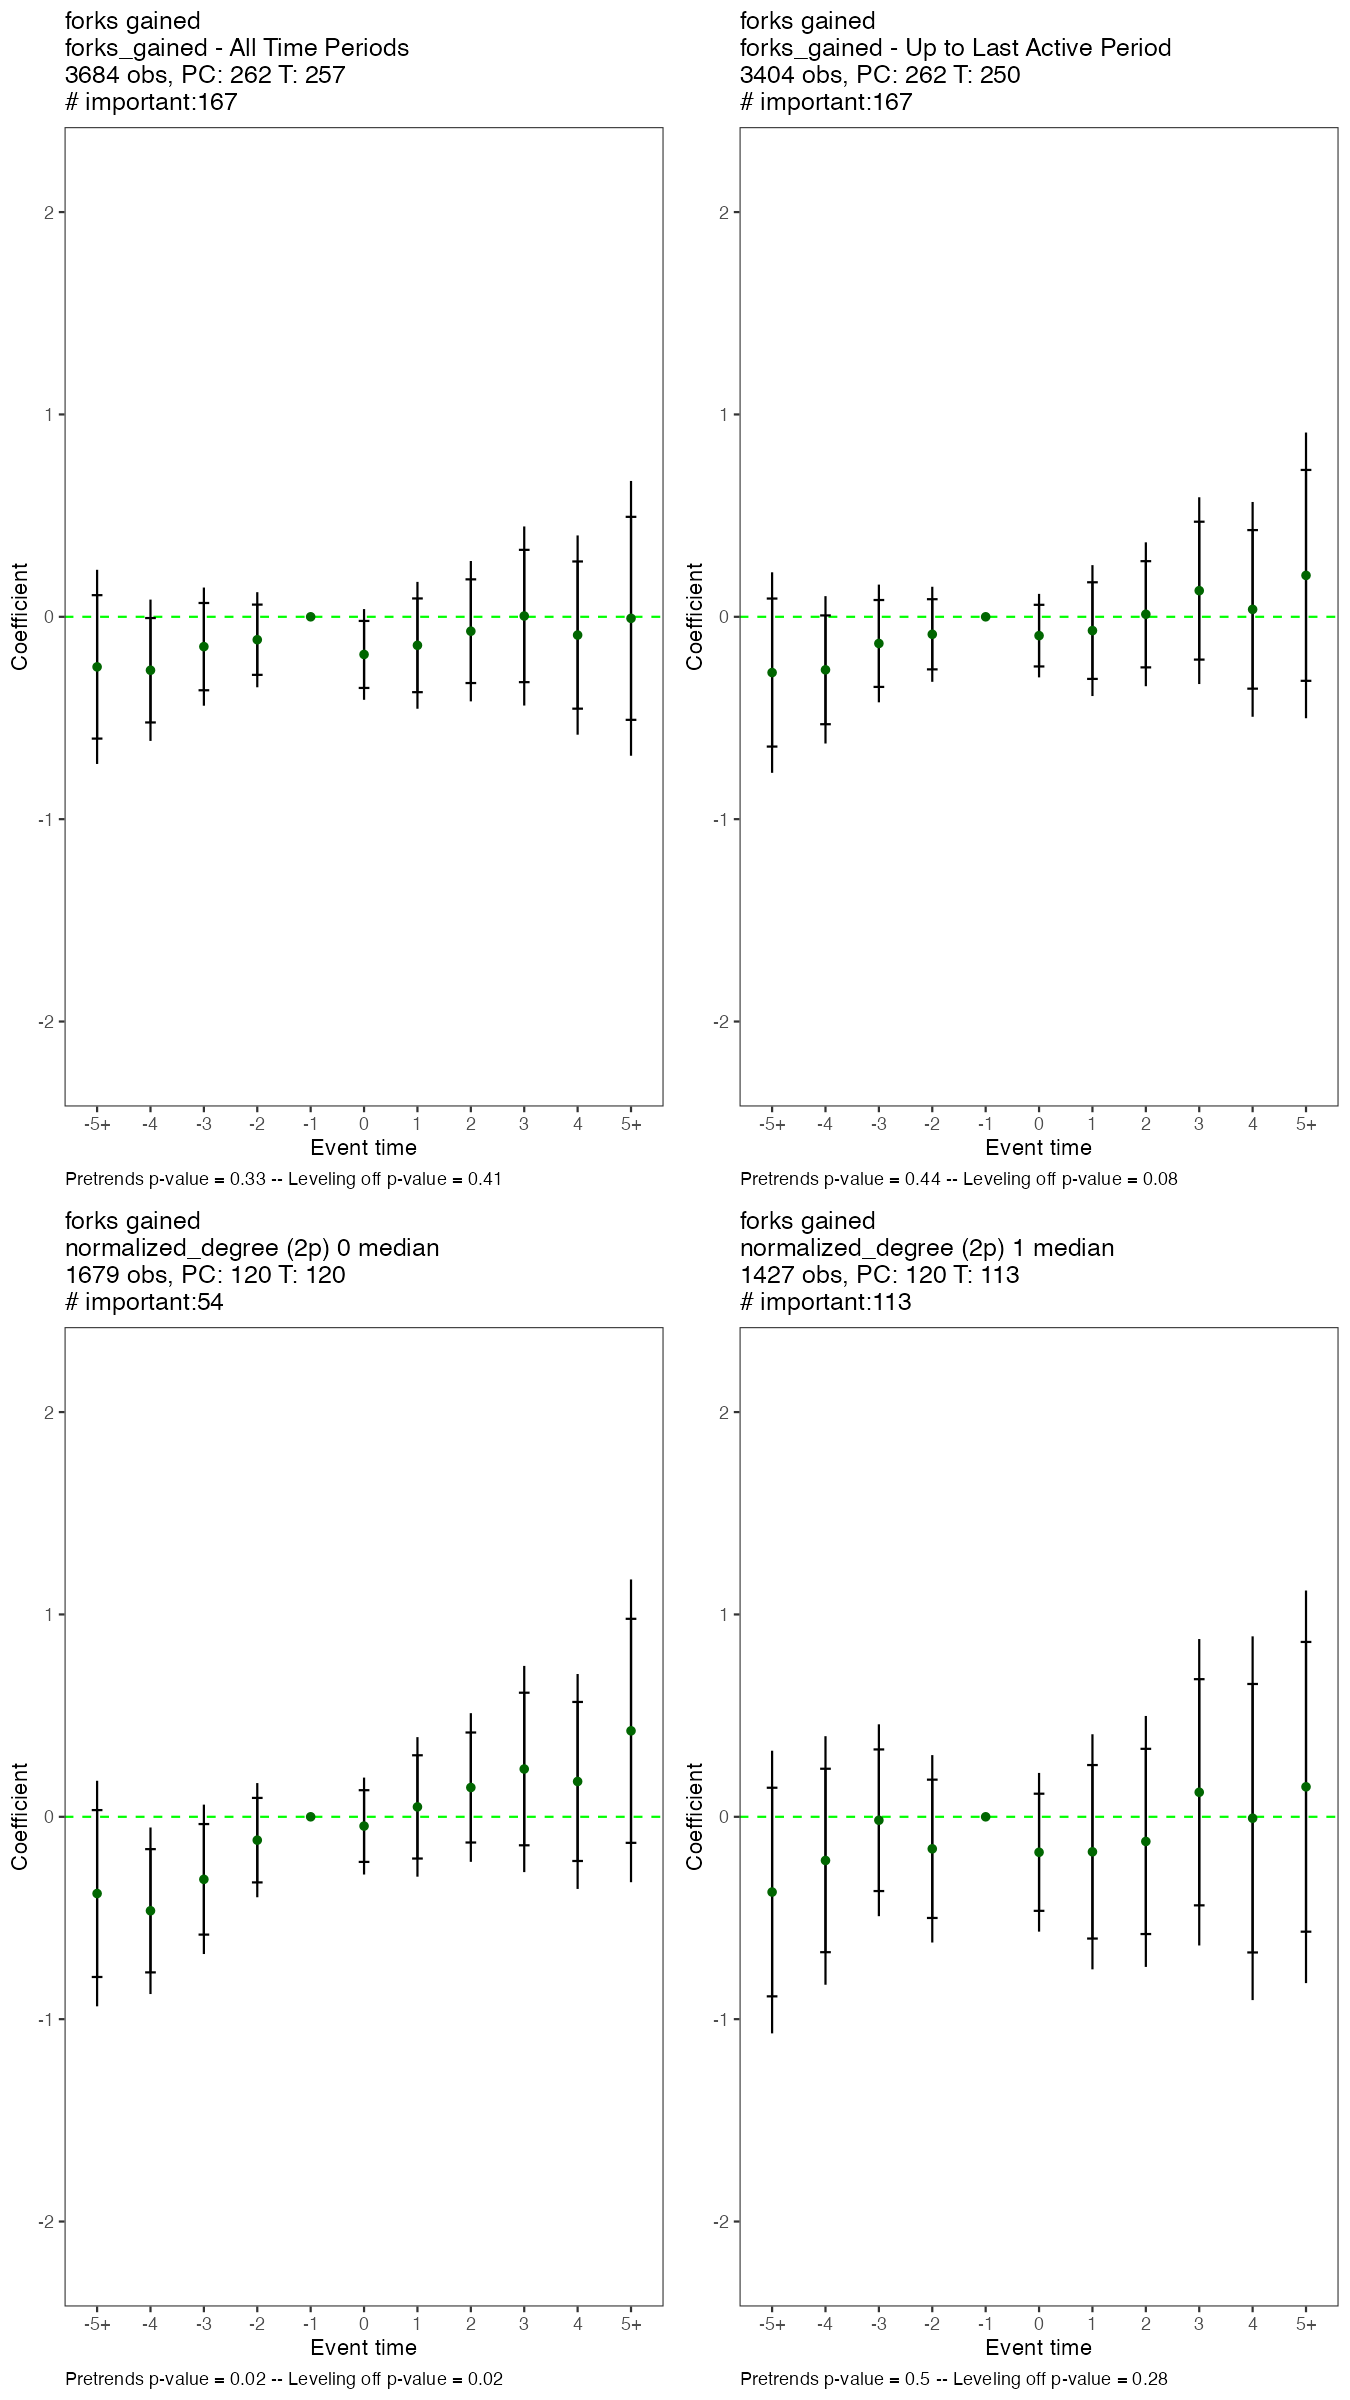 forks gained
forks_gained - All Time Periods
3684 obs, PC: 262 T: 257
# important:167
2
1
0
-1
-2
Coefficient
-5+ -4 -3 -2 -1 0 1 2 3 4 5+
Event time
Pretrends p-value = 0.33 -- Leveling off p-value = 0.41
forks gained
forks_gained - Up to Last Active Period
3404 obs, PC: 262 T: 250
# important:167
2
1
0
-1
-2
Coefficient
-5+ -4 -3 -2 -1 0 1 2 3 4 5+
Event time
Pretrends p-value = 0.44 -- Leveling off p-value = 0.08
forks gained
normalized_degree (2p) 0 median
1679 obs, PC: 120 T: 120
# important:54
2
1
0
-1
-2
Coefficient
-5+ -4 -3 -2 -1 0 1 2 3 4 5+
Event time
Pretrends p-value = 0.02 -- Leveling off p-value = 0.02
forks gained
normalized_degree (2p) 1 median
1427 obs, PC: 120 T: 113
# important:113
2
1
0
-1
-2
Coefficient
-5+ -4 -3 -2 -1 0 1 2 3 4 5+
Event time
Pretrends p-value = 0.5 -- Leveling off p-value = 0.28